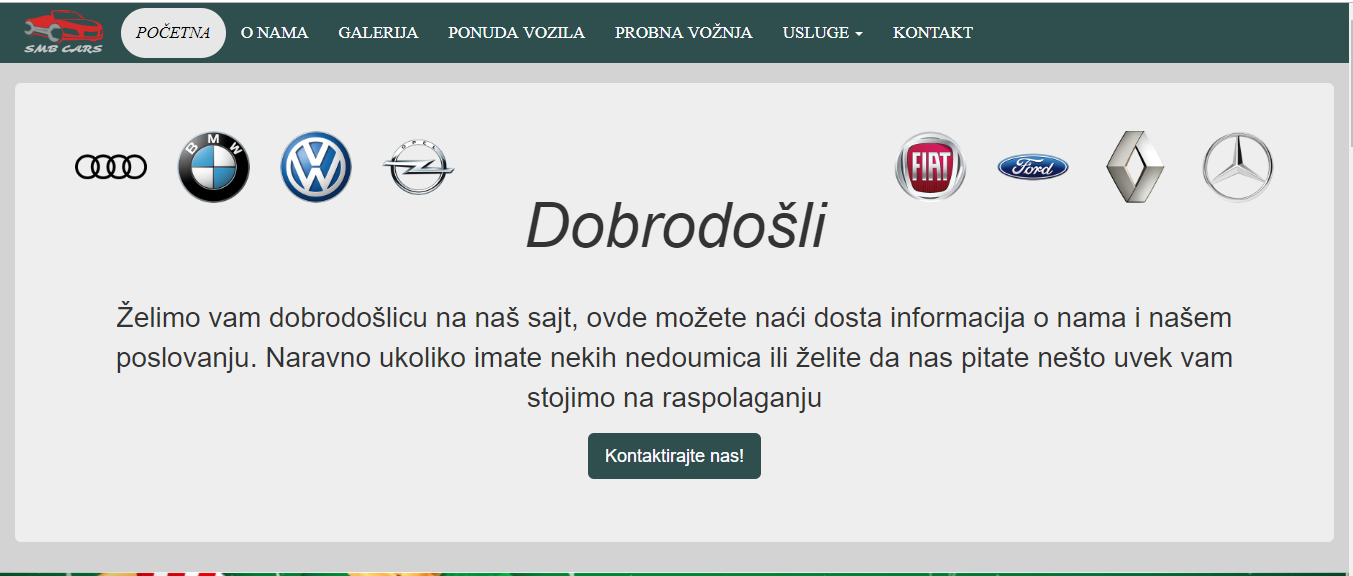 SMB CARS
POČETNA O NAMA GALERIJA PONUDA VOZILA PROBNA VOŽNJA USLUGE KONTAKT
BMW
OPEL
FIAT
Ford
Dobrodošli
Želimo vam dobrodošlicu na naš sajt, ovde možete naći dosta informacija o nama i našem
poslovanju. Naravno ukoliko imate nekih nedoumica ili želite da nas pitate nešto uvek vam
stojimo na raspolaganju
Kontaktirajte nas!